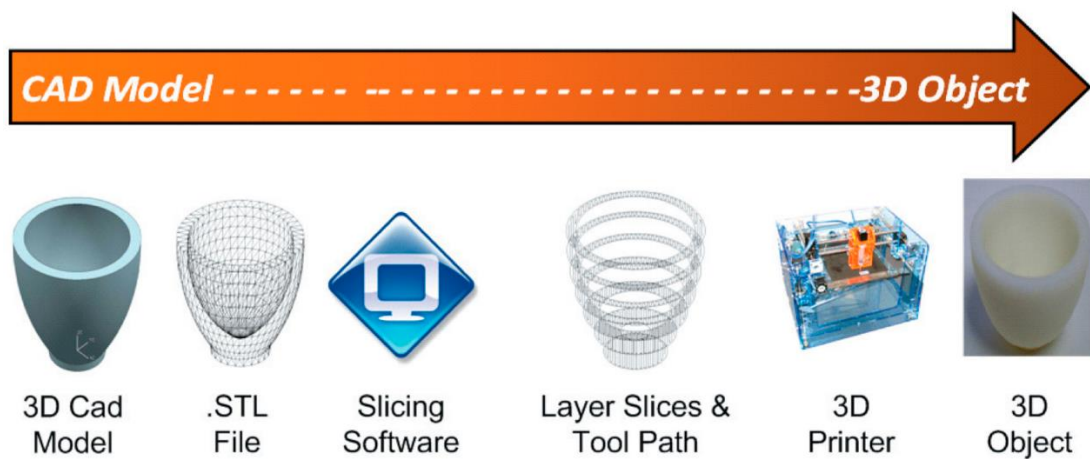 CAD Model - - - - - - -- - - - - - - - - - - - - - - - - - - - - - - -3D Object
3D Cad
Model
.STL
File
Slicing
Software
Layer Slices &
Tool Path
3D
Printer
3D
Object